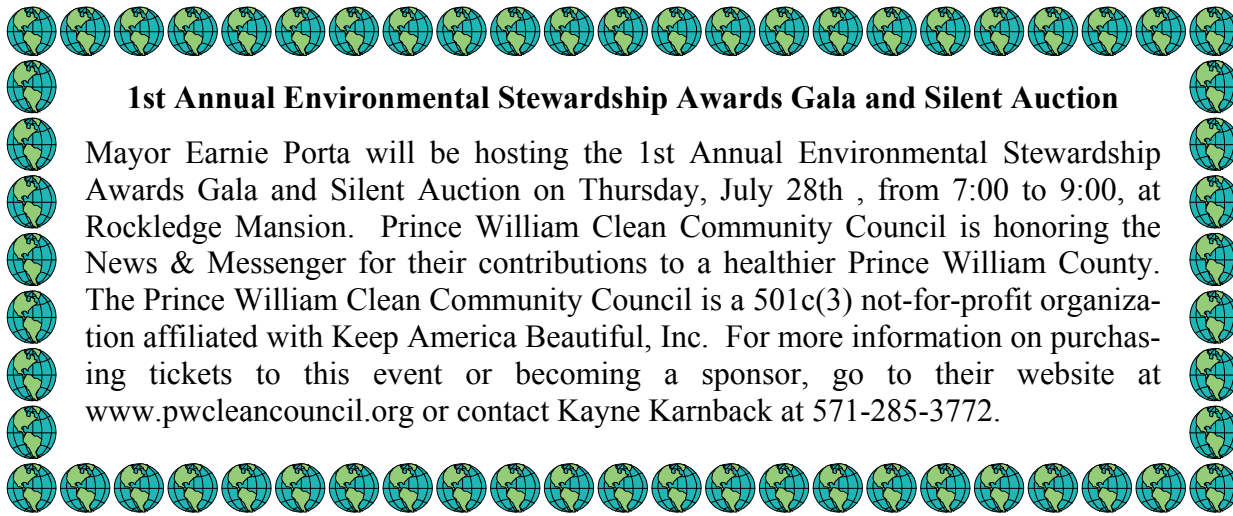 1st Annual Environmental Stewardship Awards Gala and Silent Auction
Mayor Earnie Porta will be hosting the 1st Annual Environmental Stewardship
Awards Gala and Silent Auction on Thursday, July 28th , from 7:00 to 9:00, at
Rockledge Mansion. Prince William Clean Community Council is honoring the
News & Messenger for their contributions to a healthier Prince William County.
The Prince William Clean Community Council is a 501c(3) not-for-profit organiza-
tion affiliated with Keep America Beautiful, Inc. For more information on purchas-
ing tickets to this event or becoming a sponsor, go to their website at
www.pwcleancouncil.org or contact Kayne Karnback at 571-285-3772.